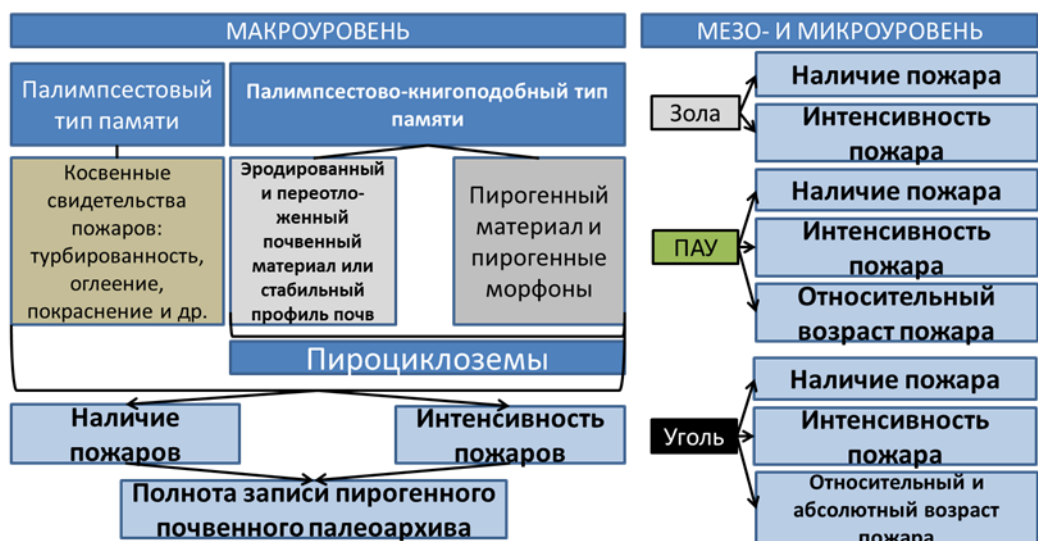 МАКРОУРОВЕНЬ
Палимпсестовый
тип памяти
Палимпсестово-книгоподобный тип
памяти
Косвенные
свидетельства
пожаров:
турбированность,
оглеение,
покраснение и др.
Эродированный
и переотло-
женный
почвенный
материал или
стабильный
профиль почв
Пирогенный
материал и
пирогенные
морфоны
Пироциклоземы
Наличие
пожаров
Интенсивность
пожаров
Полнота записи пирогенного
почвенного палеоархива
МЕЗО- И МИКРОУРОВЕНЬ
Зола
Наличие пожара
Интенсивность
пожара
ПАУ
Наличие пожара
Интенсивность
пожара
Относительный
возраст пожара
Уголь
Наличие пожара
Интенсивность
пожара
Относительный и
абсолютный возраст
пожара